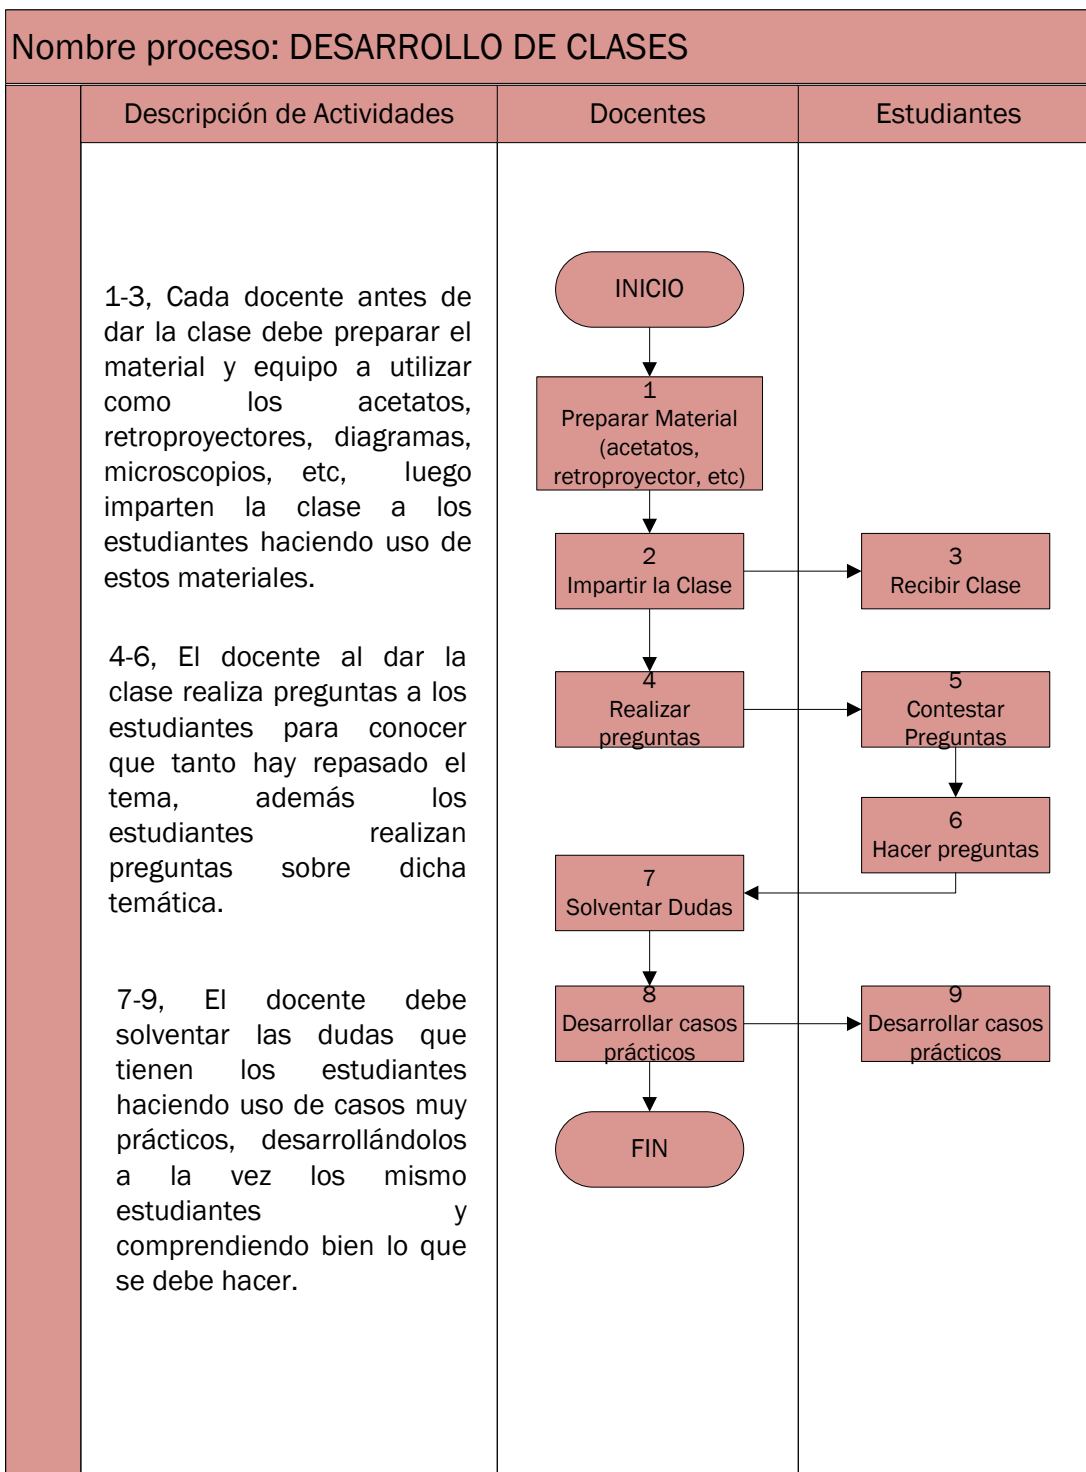 Nombre proceso: DESARROLLO DE CLASES
Descripción de Actividades
Docentes
Estudiantes
1-3, Cada docente antes de
dar la clase debe preparar el
material y equipo a utilizar
como los acetatos,
retroproyectores, diagramas,
microscopios, etc, luego
imparten la clase a los
estudiantes haciendo uso de
estos materiales.
4-6, El docente al dar la
clase realiza preguntas a los
estudiantes para conocer
que tanto hay repasado el
tema, además los
estudiantes realizan
preguntas sobre dicha
temática.
7-9, El docente debe
solventar las dudas que
tienen los estudiantes
haciendo uso de casos muy
prácticos, desarrollándolos
a la vez los mismo
estudiantes y
comprendiendo bien lo que
se debe hacer.
INICIO
1
Preparar Material
(acetatos,
retroproyector, etc)
2
Impartir la Clase
3
Recibir Clase
4
Realizar
preguntas
5
Contestar
Preguntas
6
Hacer preguntas
7
Solventar Dudas
8
Desarrollar casos
prácticos
9
Desarrollar casos
prácticos
FIN